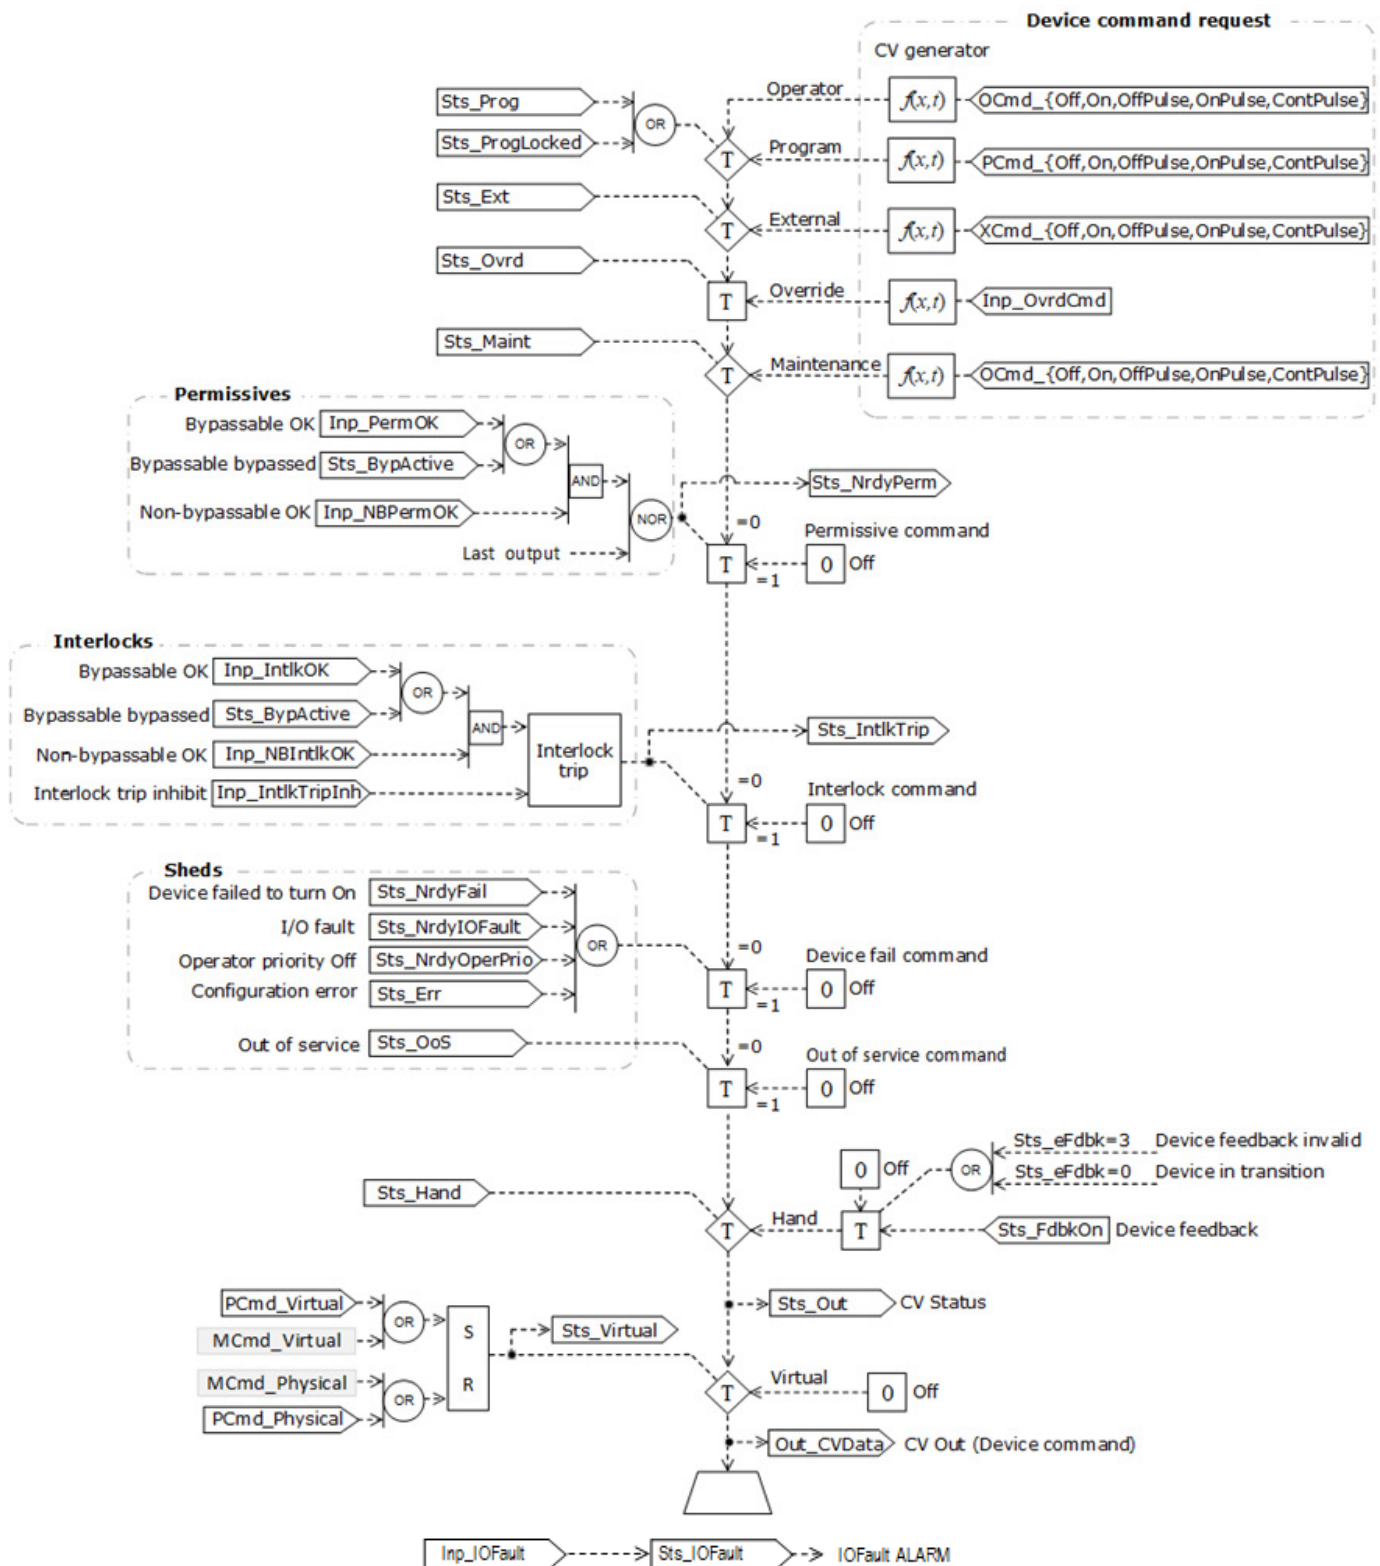 Device command request
CV generator
Operator
f(x,t)
OCmd_{Off,On,OffPulse,OnPulse,ContPulse}
Sts_Prog
Sts_ProgLocked
OR
T
Program
f(x,t)
PCmd_{Off,On,OffPulse,OnPulse,ContPulse}
Sts_Ext
T
External
f(x,t)
XCmd_{Off,On,OffPulse,OnPulse,ContPulse}
Sts_Ovrd
T
Override
f(x,t)
Inp_OvrdCmd
Sts_Maint
T
Maintenance
f(x,t)
OCmd_{Off,On,OffPulse,OnPulse,ContPulse}
Permissives
Bypassable OK
Inp_PermOK
OR
Bypassable bypassed
Sts_BypActive
AND
Non-bypassable OK
Inp_NBPermOK
NOR
Last output
Sts_NrdyPerm
=0
Permissive command
T
=1
0
Off
Interlocks
Bypassable OK
Inp_IntlkOK
OR
Bypassable bypassed
Sts_BypActive
AND
Non-bypassable OK
Inp_NBIntlkOK
Interlock trip inhibit
Inp_IntlkTripInh
Interlock
trip
Sts_IntlkTrip
=0
Interlock command
T
=1
0
Off
Sheds
Device failed to turn On
Sts_NrdyFail
I/O fault
Sts_NrdyIOFault
OR
Operator priority Off
Sts_NrdyOperPrio
Configuration error
Sts_Err
=0
Device fail command
T
=1
0
Off
Out of service
Sts_OoS
=0
Out of service command
T
=1
0
Off
Sts_eFdbk=3
Device feedback invalid
OR
Sts_eFdbk=0
Device in transition
0
Off
Sts_Hand
T
Hand
T
Sts_FdbkOn
Device feedback
Sts_Out
CV Status
PCmd_Virtual
OR
MCmd_Virtual
S
R
Sts_Virtual
MCmd_Physical
OR
PCmd_Physical
T
Virtual
0
Off
Out_CVData
CV Out (Device command)
Inp_IOFault
Sts_IOFault
IOFault ALARM